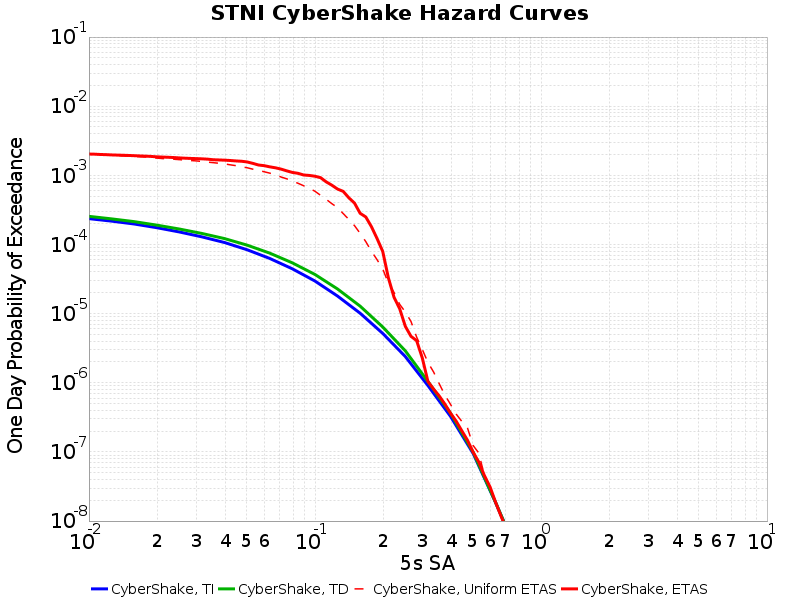 STNI CyberShake Hazard Curves
One Day Probability of Exceedance
10-1
10-2
10-3
10-4
10-5
10-6
10-7
10-8
10-2 2 3 4 5 6 10-1 2 3 4 5 6 7 100 2 3 4 5 6 7 101
5s SA
CyberShake, TI CyberShake, TD CyberShake, Uniform ETAS CyberShake, ETAS